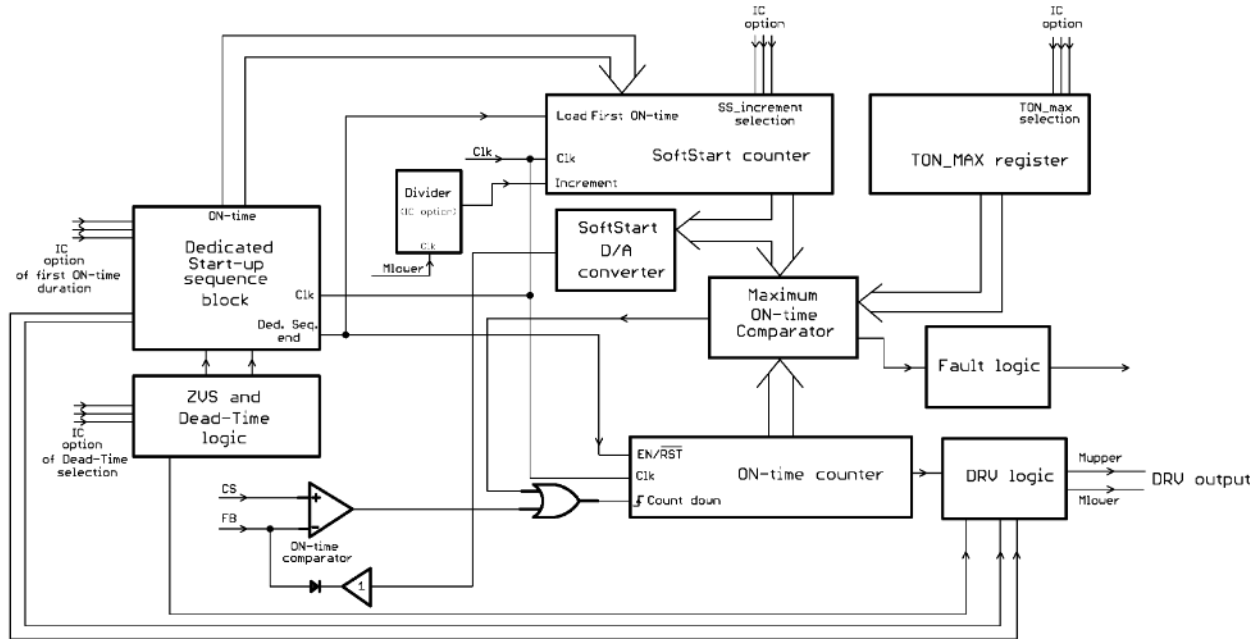 IC
option
IC
option
SS_increment
selection
Load First ON-time
SoftStart counter
Clk
Clk
Increment
TON_max
selection
TON_MAX register
Divider
(IC option)
Clk
Mlower
ON-time
Dedicated
Start-up
sequence
block
Clk
Ded. Seq.
end
IC
option
of first ON-time
duration
SoftStart
D/A
converter
Maximum
ON-time
Comparator
Fault logic
ZVS and
Dead-Time
logic
IC
option
of Dead-Time
selection
EN/RST
Clk
Count down
ON-time counter
DRV logic
Mupper
Mlower
DRV output
CS
FB
+
-
ON-time
comparator
1